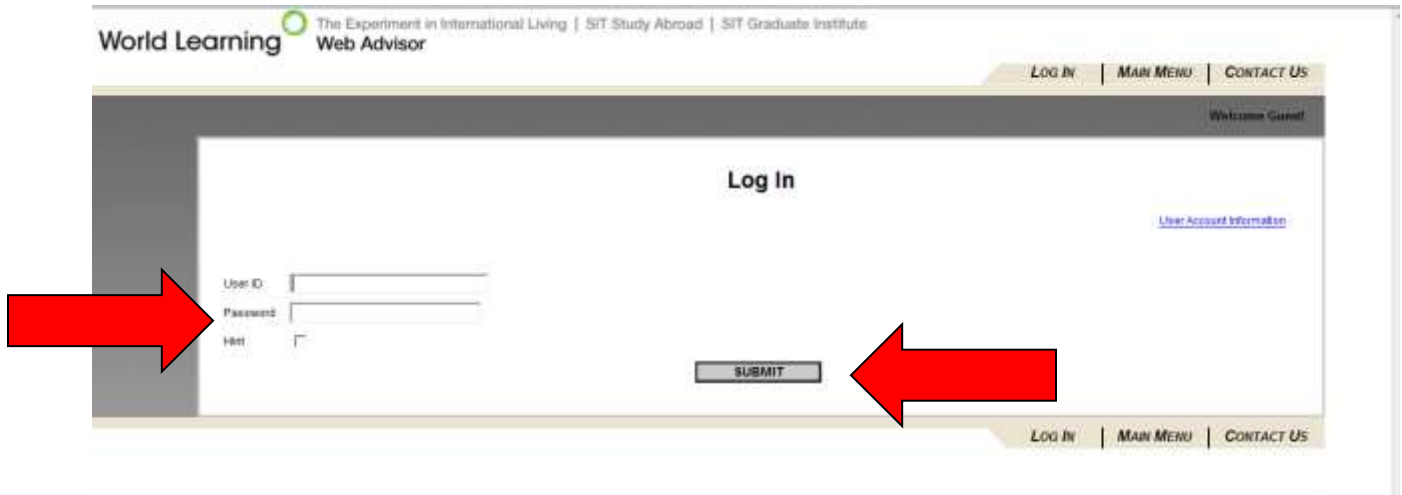 The Experiment in International Living | SIT Study Abroad | SIT Graduate Institute
World Learning Web Advisor
LOG IN | MAIN MENU | CONTACT US
Welcome Guest!
Log In
User Account Information
User ID
Password
Hint
SUBMIT
LOG IN | MAIN MENU | CONTACT US